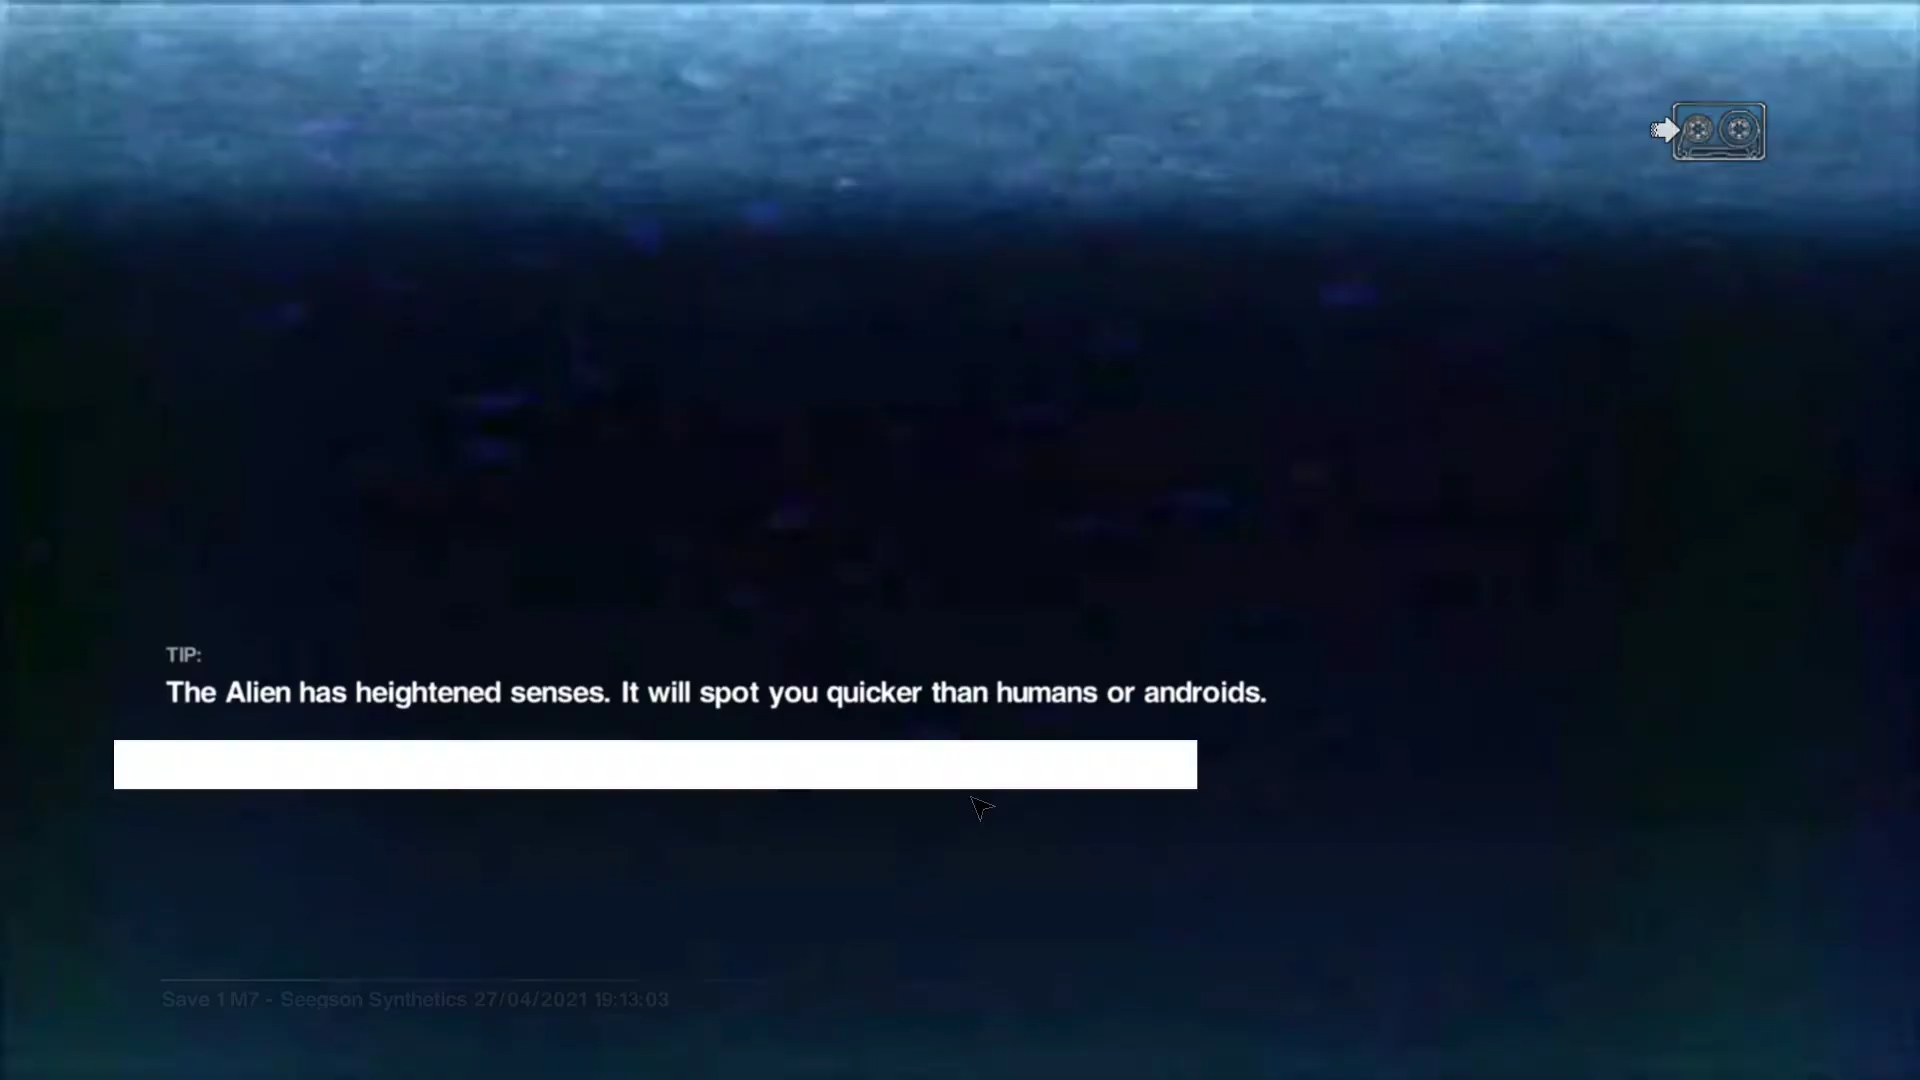 TIP:
The Alien has heightened senses. It will spot you quicker than humans or androids.
Save 1 M7 - Seegson Synthetics 27/04/2021 19:13:03